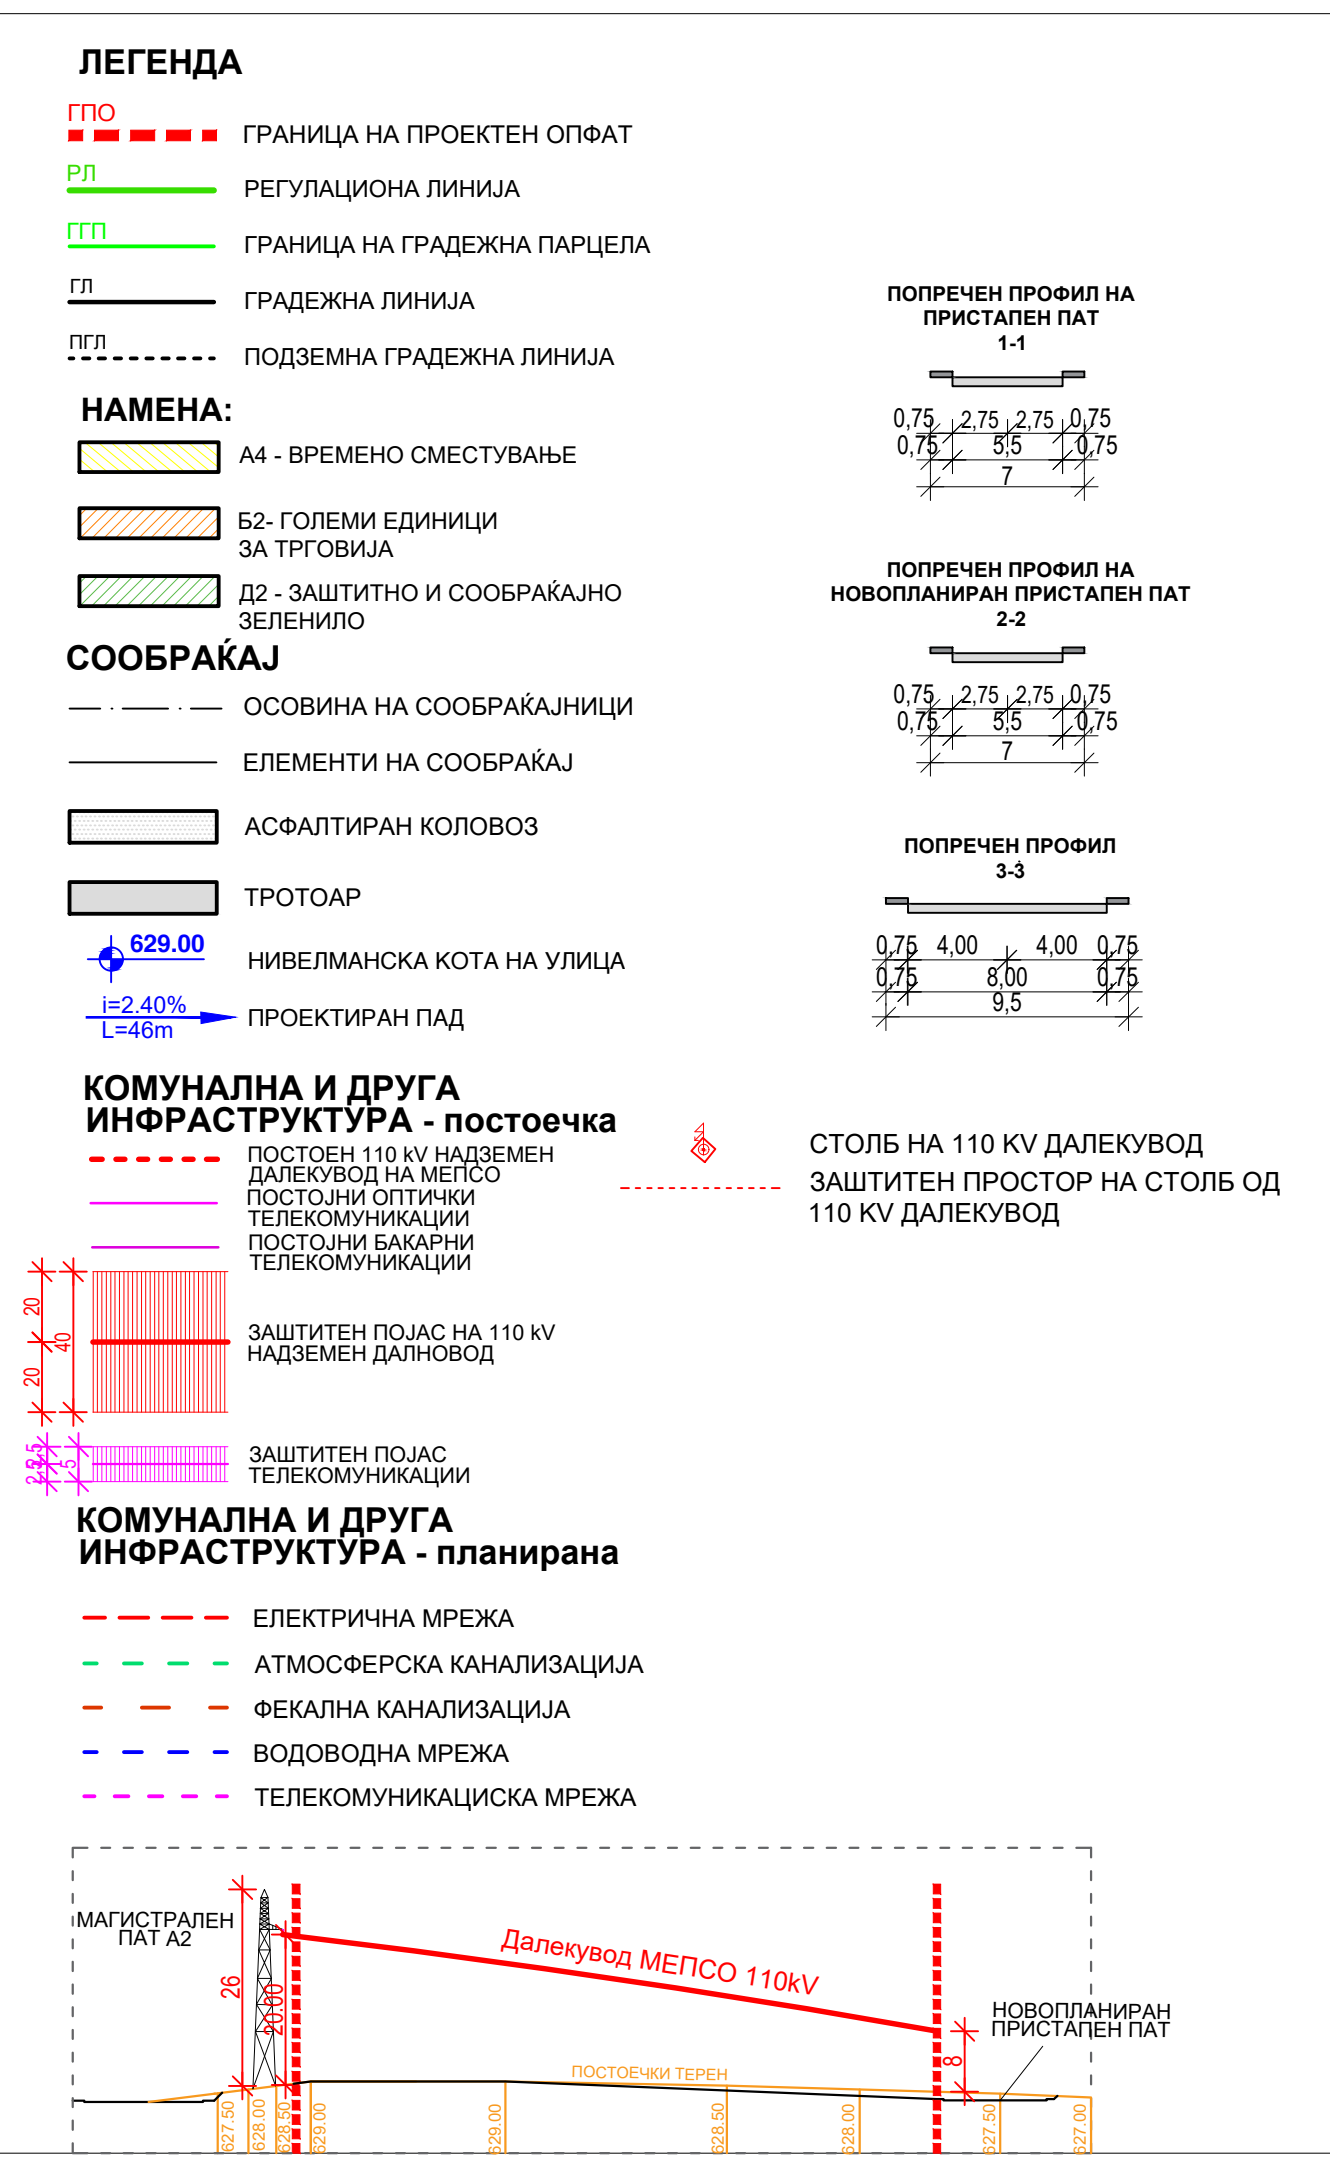 ЛЕГЕНДА
ГПО
ГРАНИЦА НА ПРОЕКТЕН ОПФАТ
РЛ
РЕГУЛАЦИОНА ЛИНИЈА
ГГП
ГРАНИЦА НА ГРАДЕЖНА ПАРЦЕЛА
ГЛ
ГРАДЕЖНА ЛИНИЈА
ПГЛ
ПОДЗЕМНА ГРАДЕЖНА ЛИНИЈА
НАМЕНА:
А4 - ВРЕМЕНО СМЕСТУВАЊЕ
Б2- ГОЛЕМИ ЕДИНИЦИ
ЗА ТРГОВИЈА
Д2 - ЗАШТИТНО И СООБРАЌАЈНО
ЗЕЛЕНИЛО
СООБРАЌАЈ
ОСОВИНА НА СООБРАЌАЈНИЦИ
ЕЛЕМЕНТИ НА СООБРАЌАЈ
АСФАЛТИРАН КОЛОВОЗ
ТРОТОАР
629.00
НИВЕЛМАНСКА КОТА НА УЛИЦА
i=2.40%
L=46m
ПРОЕКТИРАН ПАД
ПОПРЕЧЕН ПРОФИЛ НА
ПРИСТАПЕН ПАТ
1-1
0,75 2,75 2,75 0,75
0,75 5,5 0,75
7
ПОПРЕЧЕН ПРОФИЛ НА
НОВОПЛАНИРАН ПРИСТАПЕН ПАТ
2-2
0,75 2,75 2,75 0,75
0,75 5,5 0,75
7
ПОПРЕЧЕН ПРОФИЛ
3-3
0,75 4,00 4,00 0,75
0,75 8,00 0,75
9,5
КОМУНАЛНА И ДРУГА
ИНФРАСТРУКТУРА - постоечка
ПОСТОЕН 110 kV НАДЗЕМЕН
ДАЛЕКУВОД НА МЕПСО
ПОСТОЈНИ ОПТИЧКИ
ТЕЛЕКОМУНИКАЦИИ
ПОСТОЈНИ БАКАРНИ
ТЕЛЕКОМУНИКАЦИИ
20
20
40
ЗАШТИТЕН ПОЈАС НА 110 kV
НАДЗЕМЕН ДАЛНОВОД
2,5
2,5
5
ЗАШТИТЕН ПОЈАС
ТЕЛЕКОМУНИКАЦИИ
СТОЛБ НА 110 KV ДАЛЕКУВОД
ЗАШТИТЕН ПРОСТОР НА СТОЛБ ОД
110 KV ДАЛЕКУВОД
КОМУНАЛНА И ДРУГА
ИНФРАСТРУКТУРА - планирана
ЕЛЕКТРИЧНА МРЕЖА
АТМОСФЕРСКА КАНАЛИЗАЦИЈА
ФЕКАЛНА КАНАЛИЗАЦИЈА
ВОДОВОДНА МРЕЖА
ТЕЛЕКОМУНИКАЦИСКА МРЕЖА
МАГИСТРАЛЕН
ПАТ А2
26
20.00
Далекувод МЕПСО 110kV
8
НОВОПЛАНИРАН
ПРИСТАПЕН ПАТ
ПОСТОЕЧКИ ТЕРЕН
627.50
628.00
628.50
629.00
629.00
628.50
628.00
627.50
627.00